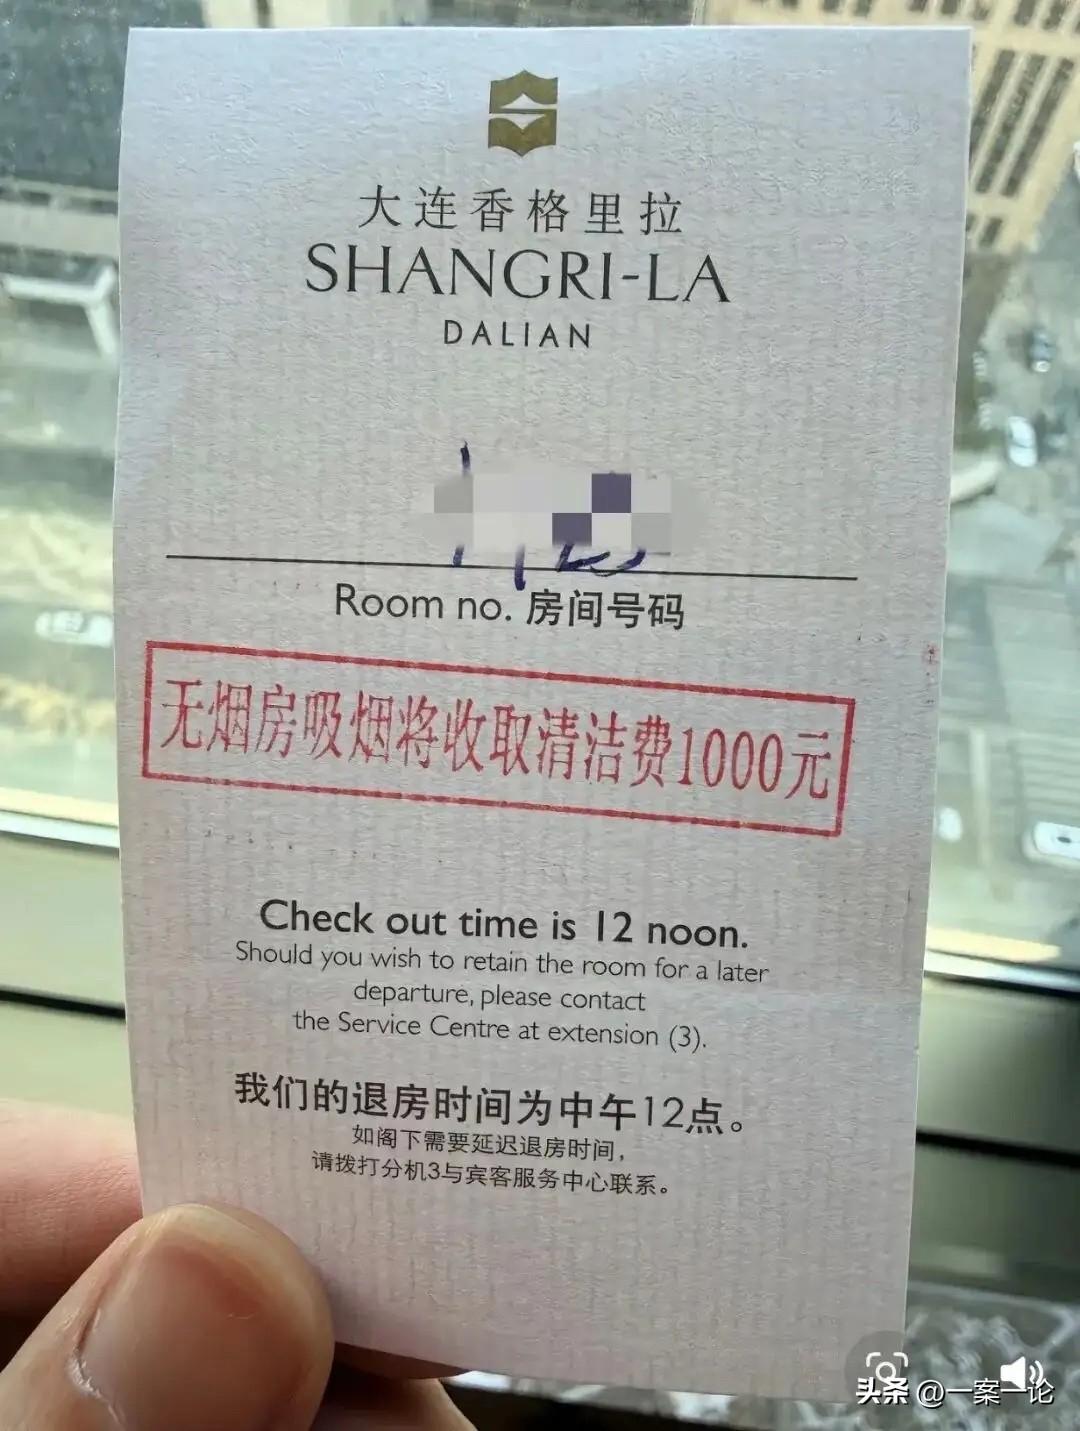 大连香格里拉
SHANGRI-LA
DALIAN
Room no. 房间号码
无烟房吸烟将收取清洁费1000元
Check out time is 12 noon.
Should you wish to retain the room for a later
departure, please contact
the Service Centre at extension (3).
我们的退房时间为中午12点。
如阁下需要延迟退房时间，
请拨打分机3与宾客服务中心联系。
头条 @一案一论